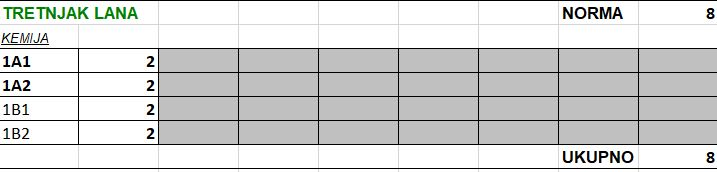 TRETNJAK LANA NORMA 8
KEMIJA
1A1 2
1A2 2
1B1 2
1B2 2
UKUPNO 8